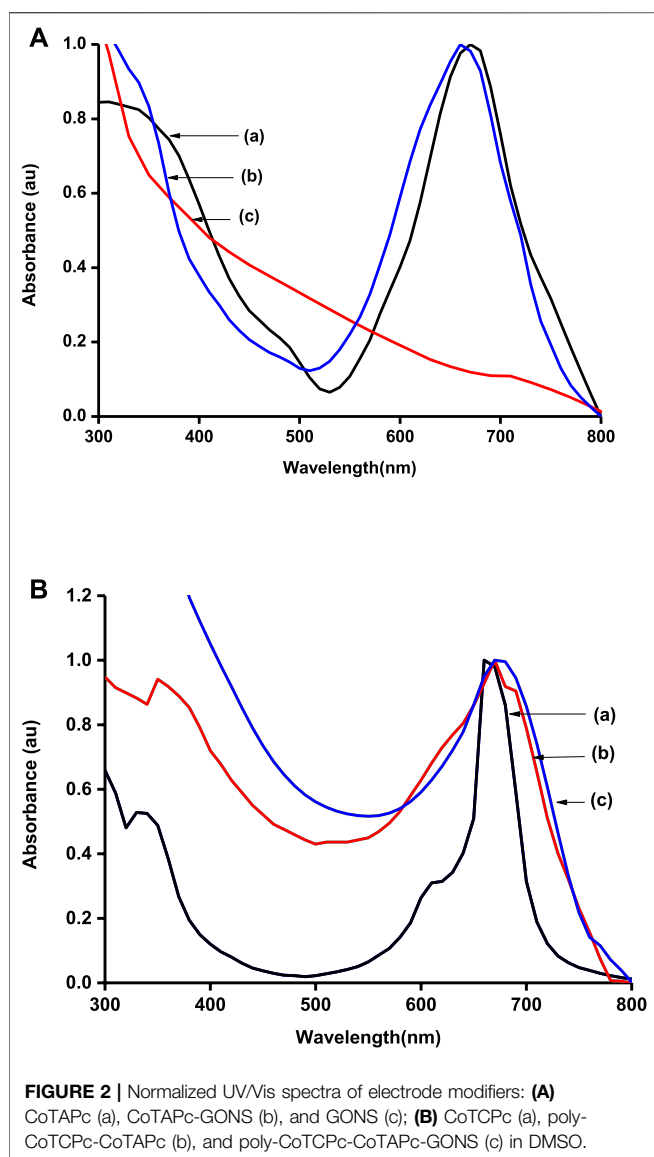 A
1.0
0.8
0.6
0.4
0.2
0.0
Absorbance (au)
(a)
(b)
(c)
300 400 500 600 700 800
Wavelength(nm)
B
1.2
1.0
0.8
0.6
0.4
0.2
0.0
Absorbance (au)
(a)
(b)
(c)
300 400 500 600 700 800
Wavelength(nm)
FIGURE 2 | Normalized UV/Vis spectra of electrode modifiers: (A)
CoTAPc (a), CoTAPc-GONS (b), and GONS (c); (B) CoTCPc (a), poly-
CoTCPc-CoTAPc (b), and poly-CoTCPc-CoTAPc-GONS (c) in DMSO.